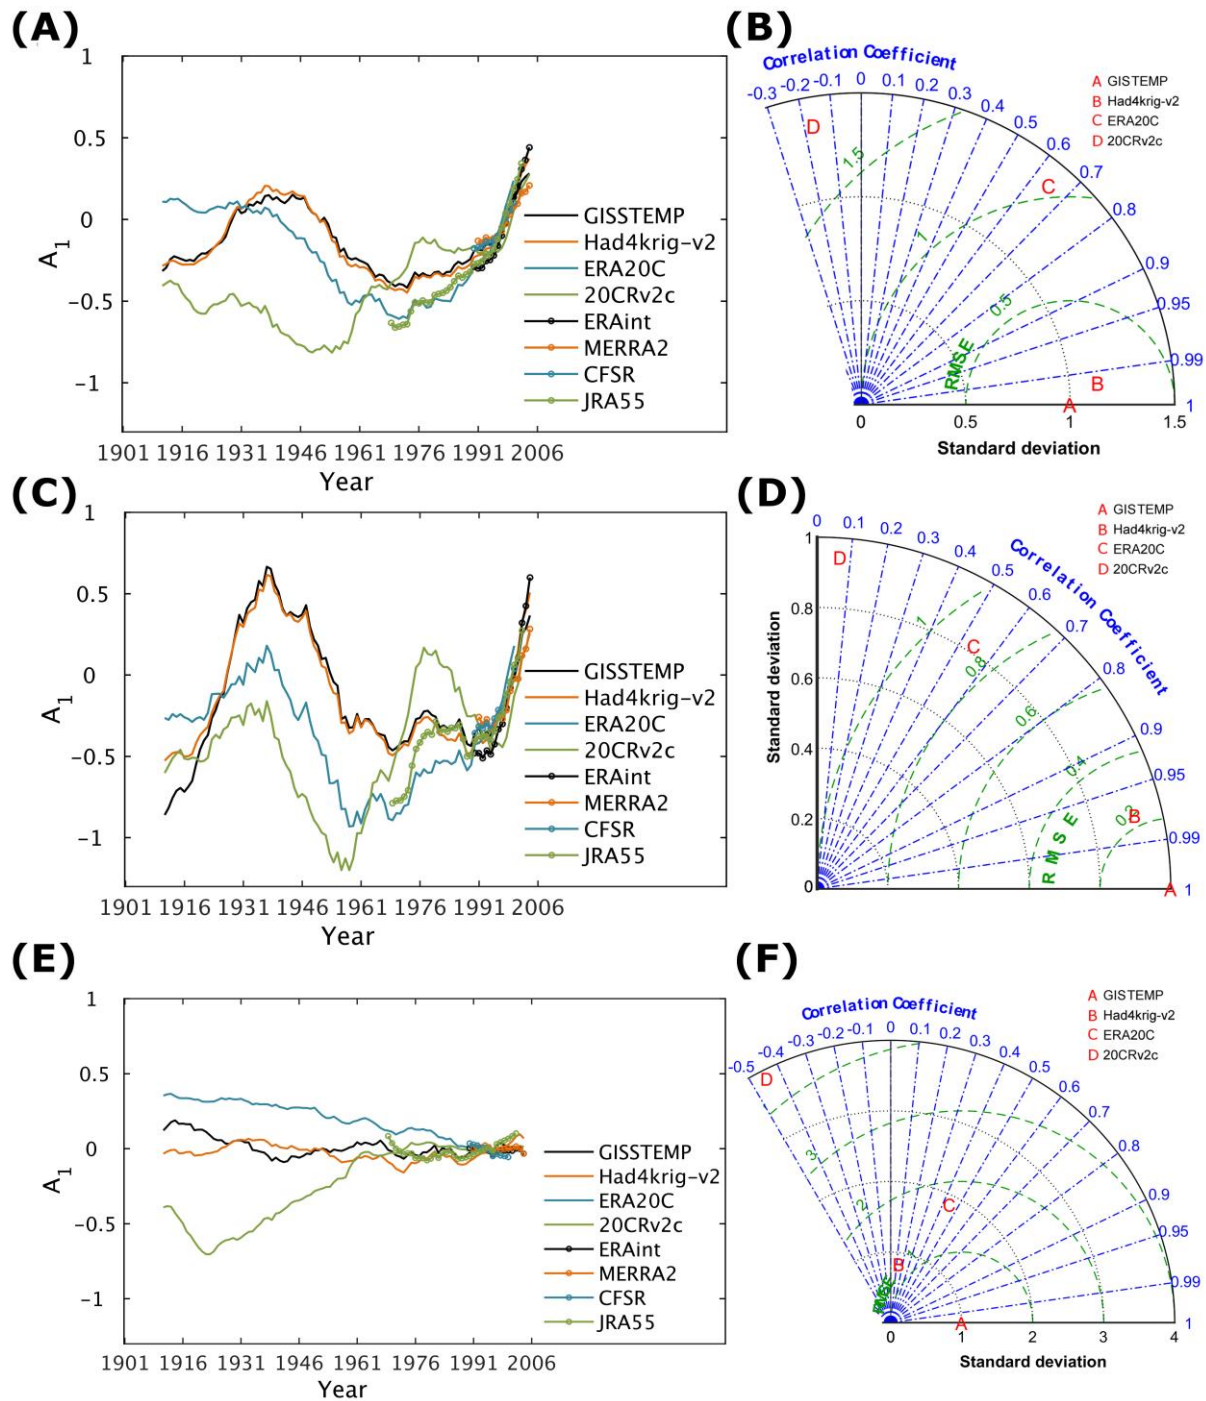 (A)
1
0.5
0
−0.5
−1
A1
1901 1916 1931 1946 1961 1976 1991 2006
Year
GISSTEMP
Had4krig−v2
ERA20C
20CRv2c
ERAint
MERRA2
CFSR
JRA55
(B)
Correlation Coefficient
-0.3 -0.2 -0.1 0 0.1 0.2 0.3 0.4 0.5 0.6 0.7 0.8 0.9 0.95 0.99 1
A GISTEMP
B Had4krig-v2
C ERA20C
D 20CRv2c
D
C
B
A
1.5
1
0.5
RMSE
0 0.5 1 1.5
Standard deviation
(C)
1
0.5
0
−0.5
−1
A1
1901 1916 1931 1946 1961 1976 1991 2006
Year
GISSTEMP
Had4krig−v2
ERA20C
20CRv2c
ERAint
MERRA2
CFSR
JRA55
(D)
0 0.1 0.2 0.3 0.4 0.5 0.6 0.7 0.8 0.9 0.95 0.99 1
Correlation Coefficient
A GISTEMP
B Had4krig-v2
C ERA20C
D 20CRv2c
1
0.8
0.6
0.4
0.2
0
Standard deviation
D
C
B
A
1
0.8
0.6
0.4
0.2
RMSE
(E)
1
0.5
0
−0.5
−1
A1
1901 1916 1931 1946 1961 1976 1991 2006
Year
GISSTEMP
Had4krig−v2
ERA20C
20CRv2c
ERAint
MERRA2
CFSR
JRA55
(F)
Correlation Coefficient
-0.5 -0.4 -0.3 -0.2 -0.1 0 0.1 0.2 0.3 0.4 0.5 0.6 0.7 0.8 0.9 0.95 0.99 1
A GISTEMP
B Had4krig-v2
C ERA20C
D 20CRv2c
D
C
B
A
3
2
1
RMSE
0 1 2 3 4
Standard deviation